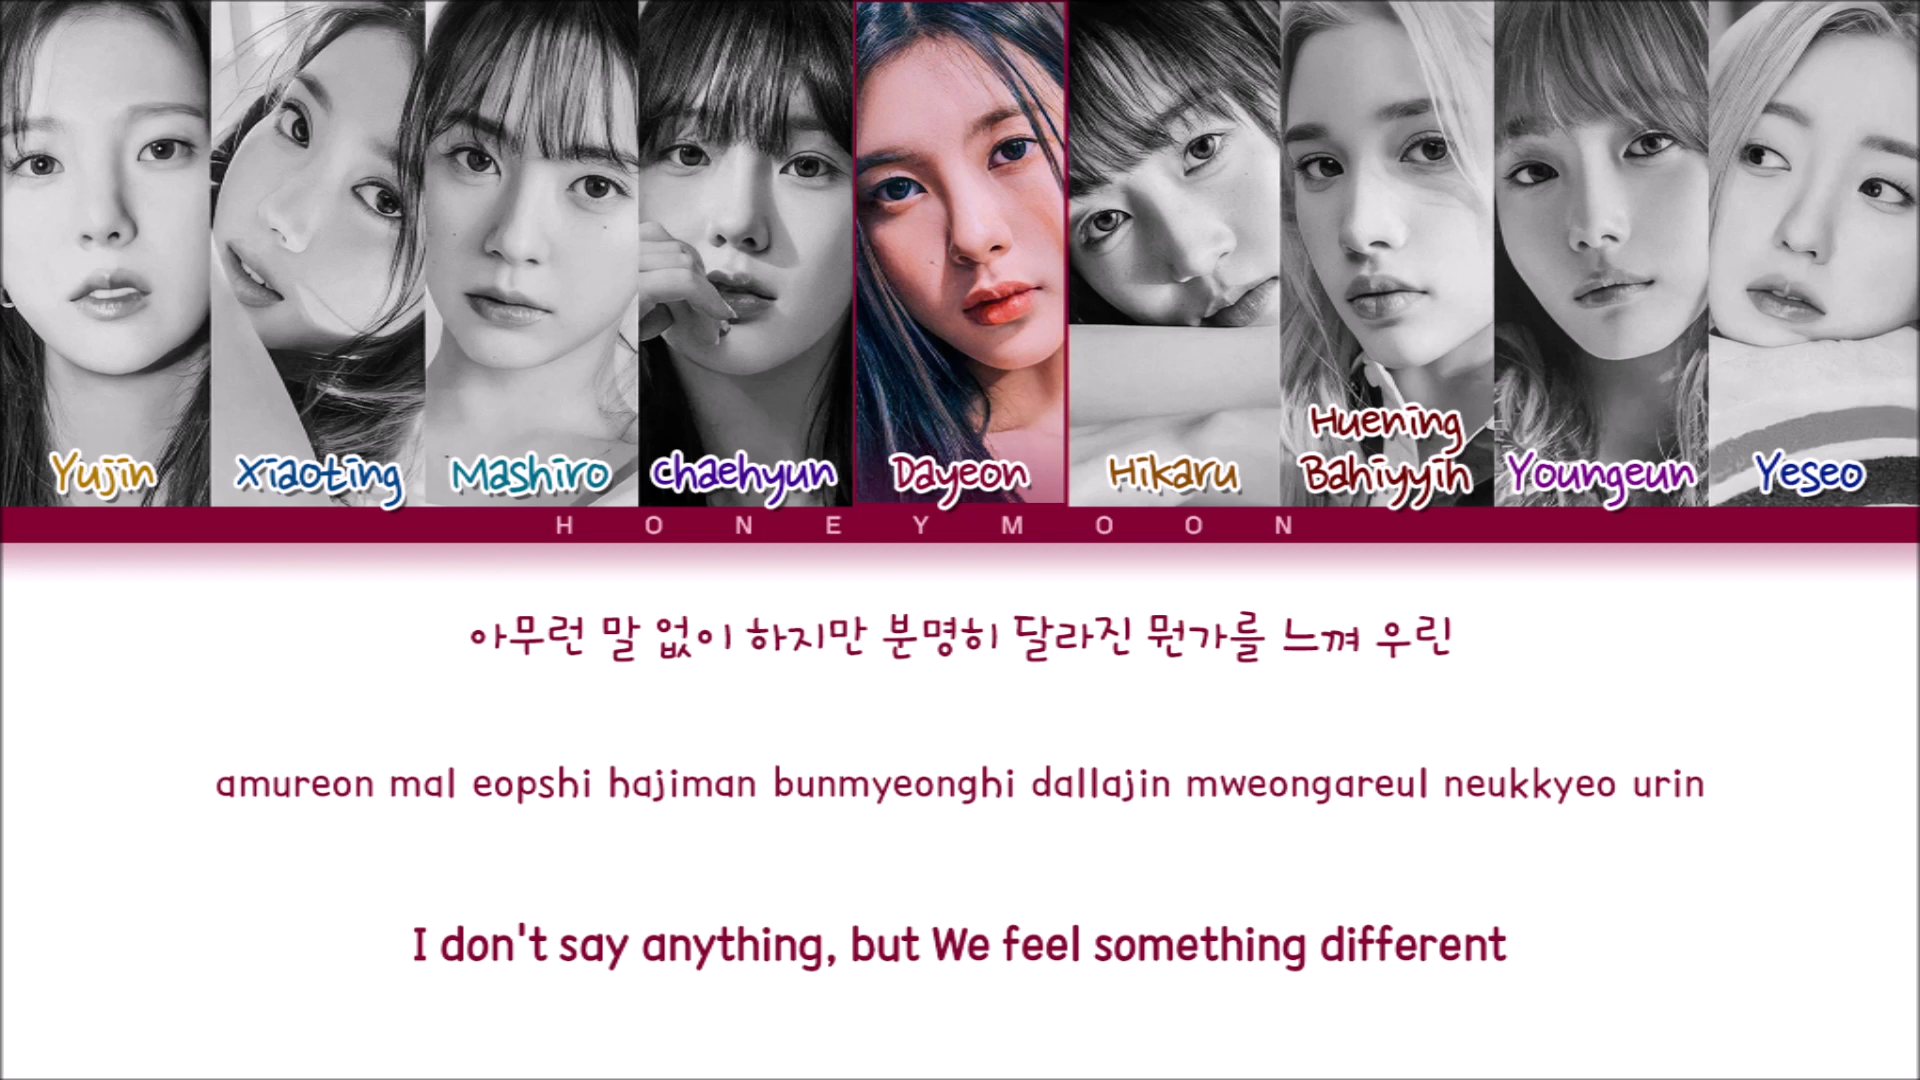 Yujin
Xiaoting
Mashiro
Chaehyun
Dayeon
Hikaru
Huening
Bahiyyih
Youngeun
Yeseo
HONEYMOON
아무런 말 없이 하지만 분명히 달라진 뭔가를 느껴 우린
amureon mal eopshi hajiman bunmyeonghi dallajin mweongareul neukkyeo urin
I don't say anything, but We feel something different